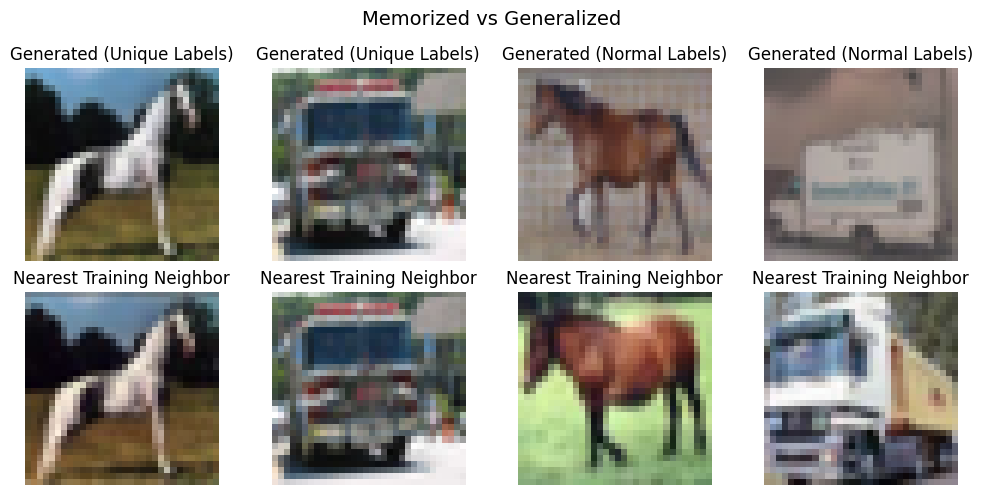 Memorized vs Generalized
Generated (Unique Labels)
Generated (Unique Labels)
Generated (Normal Labels)
Generated (Normal Labels)
Nearest Training Neighbor
Nearest Training Neighbor
Nearest Training Neighbor
Nearest Training Neighbor